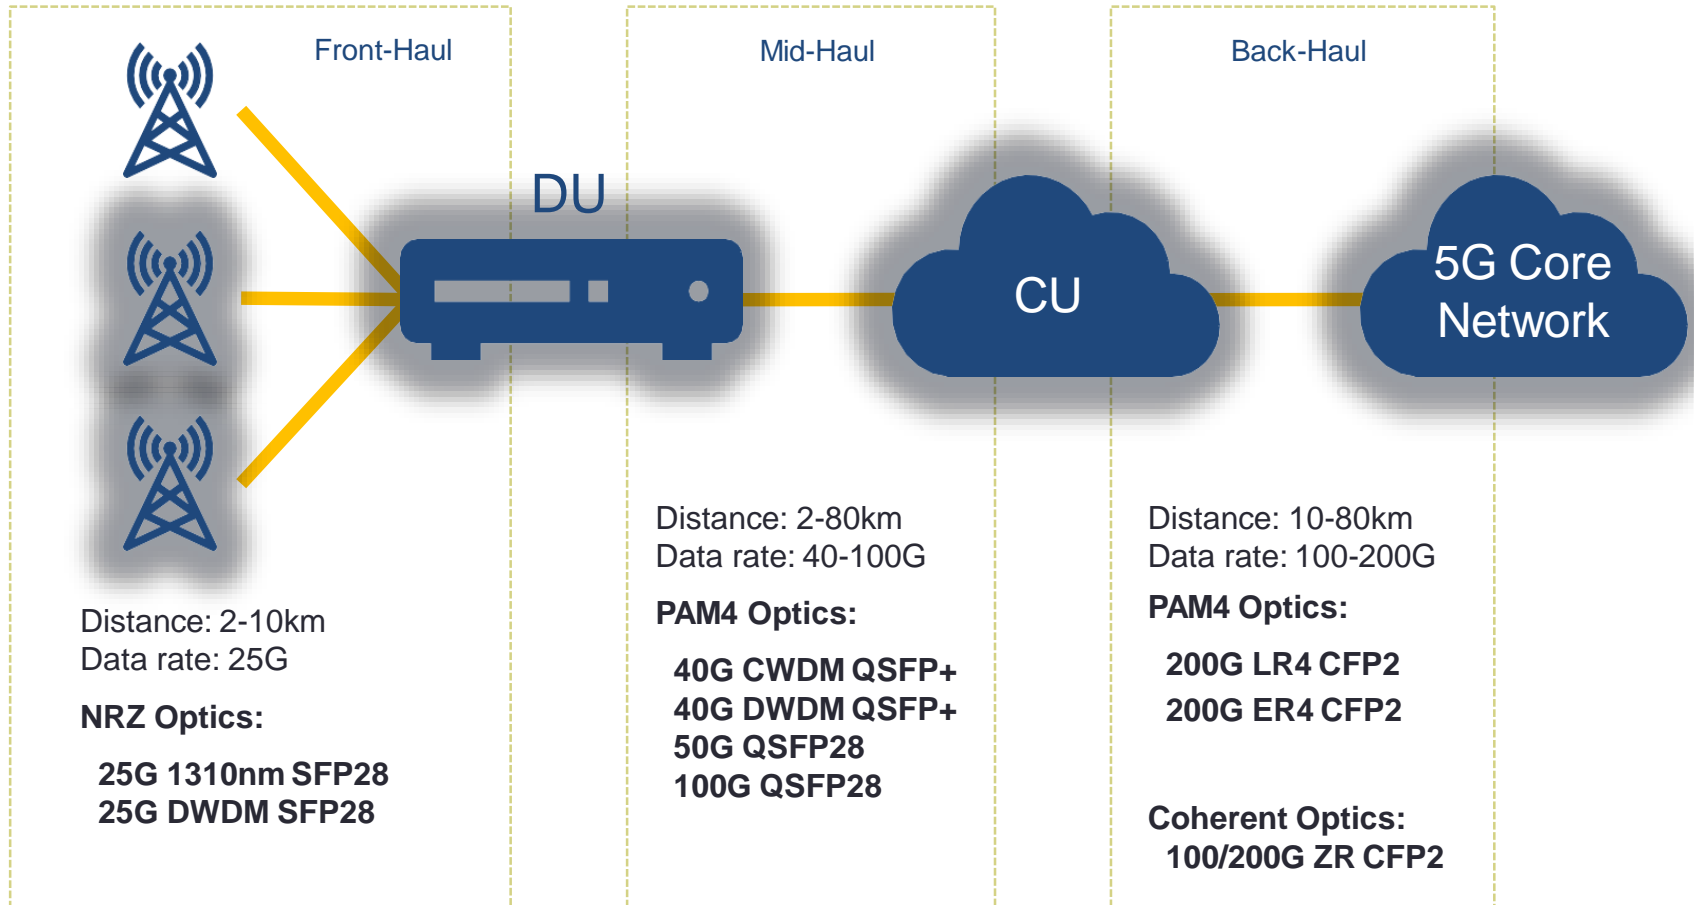 Front-Haul
Mid-Haul
Back-Haul
DU
CU
5G Core
Network
Distance: 2-10km
Data rate: 25G
NRZ Optics:
25G 1310nm SFP28
25G DWDM SFP28
Distance: 2-80km
Data rate: 40-100G
PAM4 Optics:
40G CWDM QSFP+
40G DWDM QSFP+
50G QSFP28
100G QSFP28
Distance: 10-80km
Data rate: 100-200G
PAM4 Optics:
200G LR4 CFP2
200G ER4 CFP2
Coherent Optics:
100/200G ZR CFP2